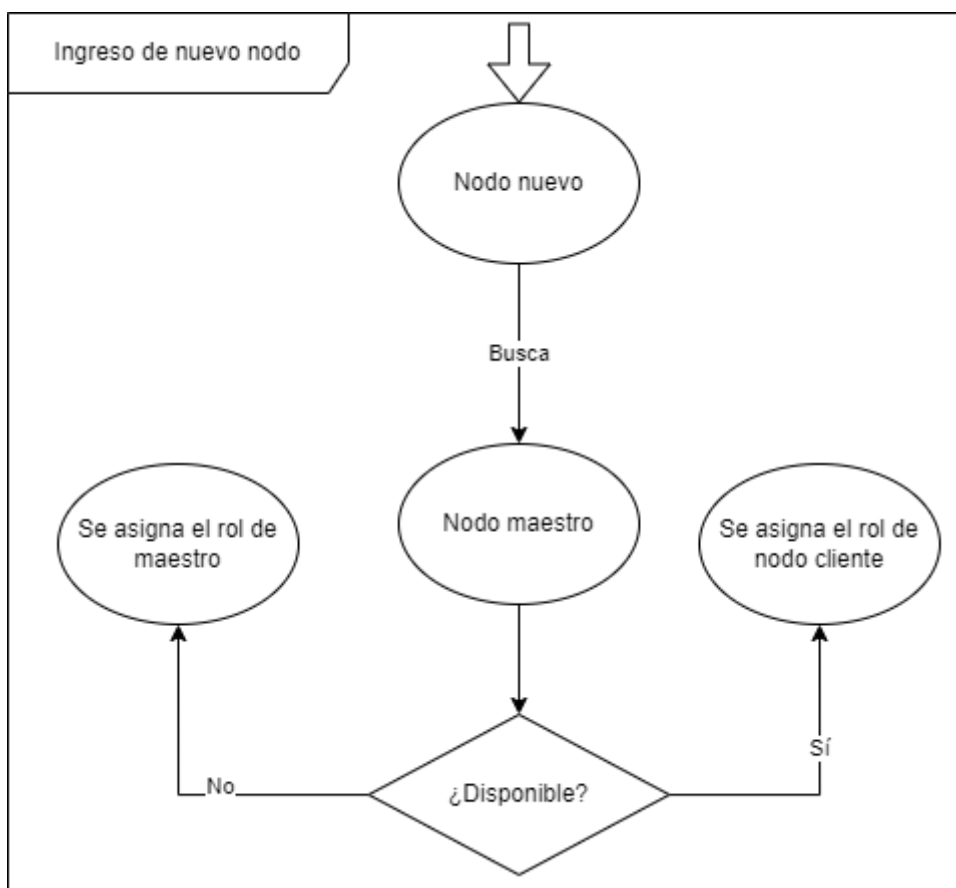 Ingreso de nuevo nodo
Nodo nuevo
Busca
Se asigna el rol de
maestro
Nodo maestro
Se asigna el rol de
nodo cliente
No
¿Disponible?
Sí